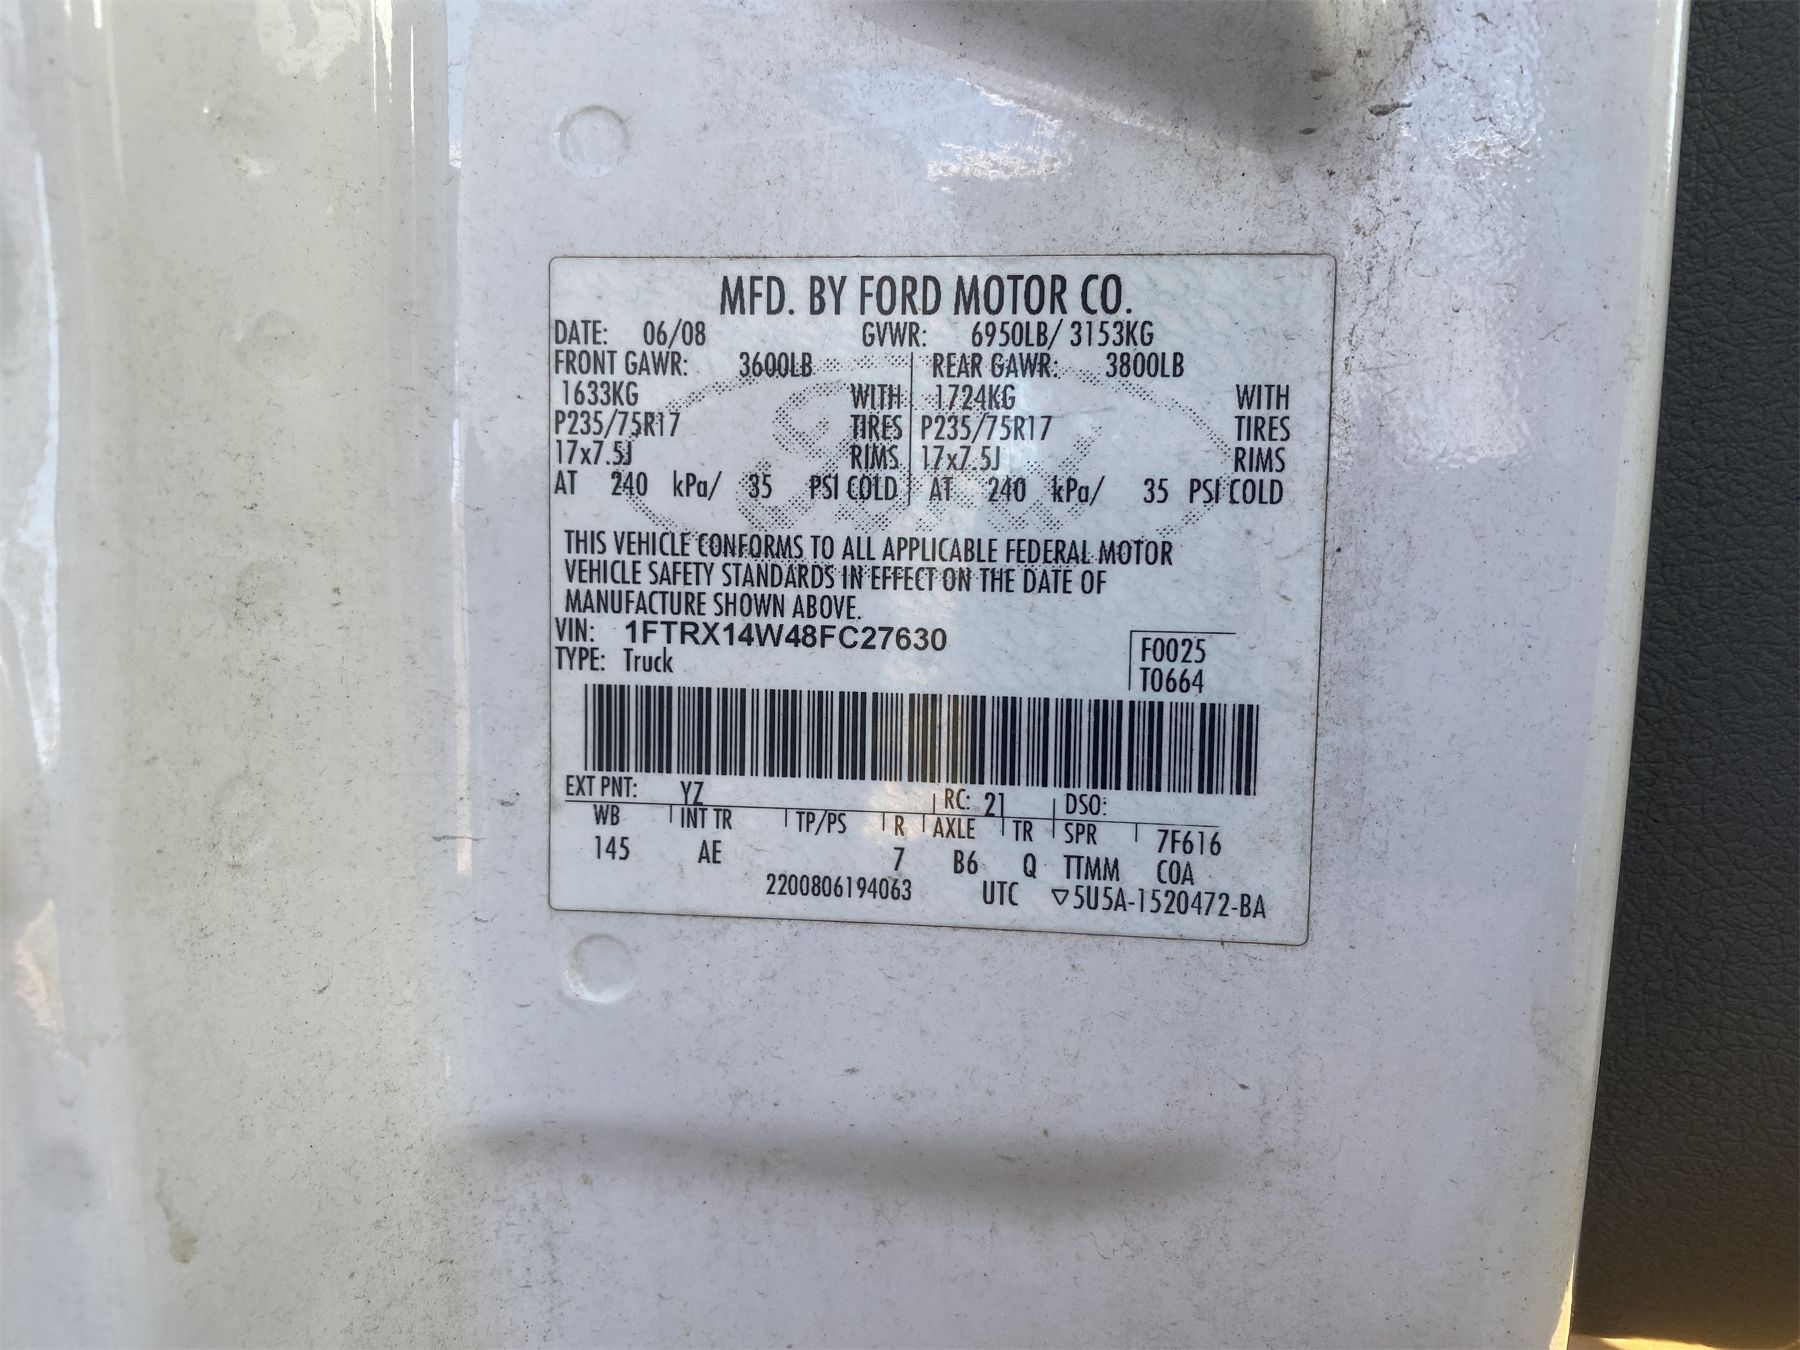 MFD. BY FORD MOTOR CO.
DATE: 06/08 GVWR: 6950LB/ 3153KG
FRONT GAWR: 3600LB REAR GAWR: 3800LB
1633KG WITH 1724KG WITH
P235/75R17 TIRES P235/75R17 TIRES
17x7.5J RIMS 17x7.5J RIMS
AT 240 kPa/ 35 PSI COLD AT 240 kPa/ 35 PSI COLD
THIS VEHICLE CONFORMS TO ALL APPLICABLE FEDERAL MOTOR
VEHICLE SAFETY STANDARDS IN EFFECT ON THE DATE OF
MANUFACTURE SHOWN ABOVE.
VIN: 1FTRX14W48FC27630
TYPE: Truck
F0025
T0664
EXT PNT: YZ RC: 21 DSO:
WB INT TR TP/PS R AXLE TR SPR 7F616
145 AE 7 B6 Q TTMM COA
2200806194063 UTC ▽5U5A-1520472-BA